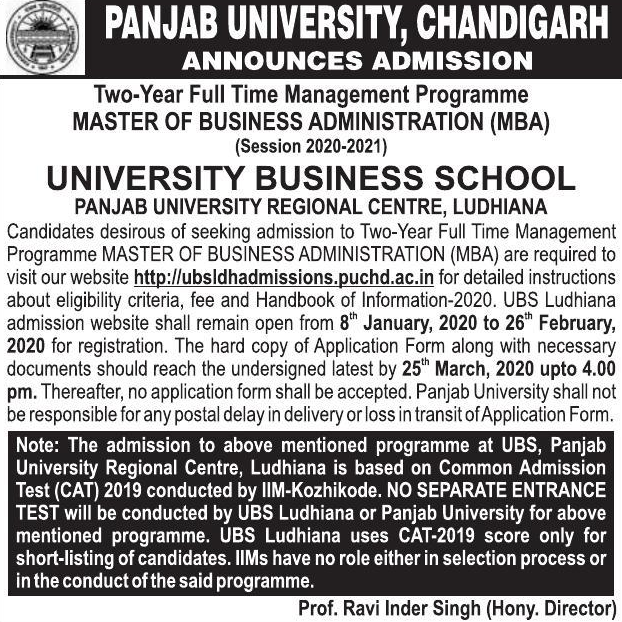 PANJAB UNIVERSITY, CHANDIGARH
ANNOUNCES ADMISSION
Two-Year Full Time Management Programme
MASTER OF BUSINESS ADMINISTRATION (MBA)
(Session 2020-2021)
UNIVERSITY BUSINESS SCHOOL
PANJAB UNIVERSITY REGIONAL CENTRE, LUDHIANA
Candidates desirous of seeking admission to Two-Year Full Time Management
Programme MASTER OF BUSINESS ADMINISTRATION (MBA) are required to
visit our website http://ubsldhadmissions.puchd.ac.in for detailed instructions
about eligibility criteria, fee and Handbook of Information-2020. UBS Ludhiana
admission website shall remain open from 8th January, 2020 to 26th February,
2020 for registration. The hard copy of Application Form along with necessary
documents should reach the undersigned latest by 25th March, 2020 upto 4.00
pm. Thereafter, no application form shall be accepted. Panjab University shall not
be responsible for any postal delay in delivery or loss in transit of Application Form.
Note: The admission to above mentioned programme at UBS, Panjab
University Regional Centre, Ludhiana is based on Common Admission
Test (CAT) 2019 conducted by IIM-Kozhikode. NO SEPARATE ENTRANCE
TEST will be conducted by UBS Ludhiana or Panjab University for above
mentioned programme. UBS Ludhiana uses CAT-2019 score only for
short-listing of candidates. IIMs have no role either in selection process or
in the conduct of the said programme.
Prof. Ravi Inder Singh (Hony. Director)